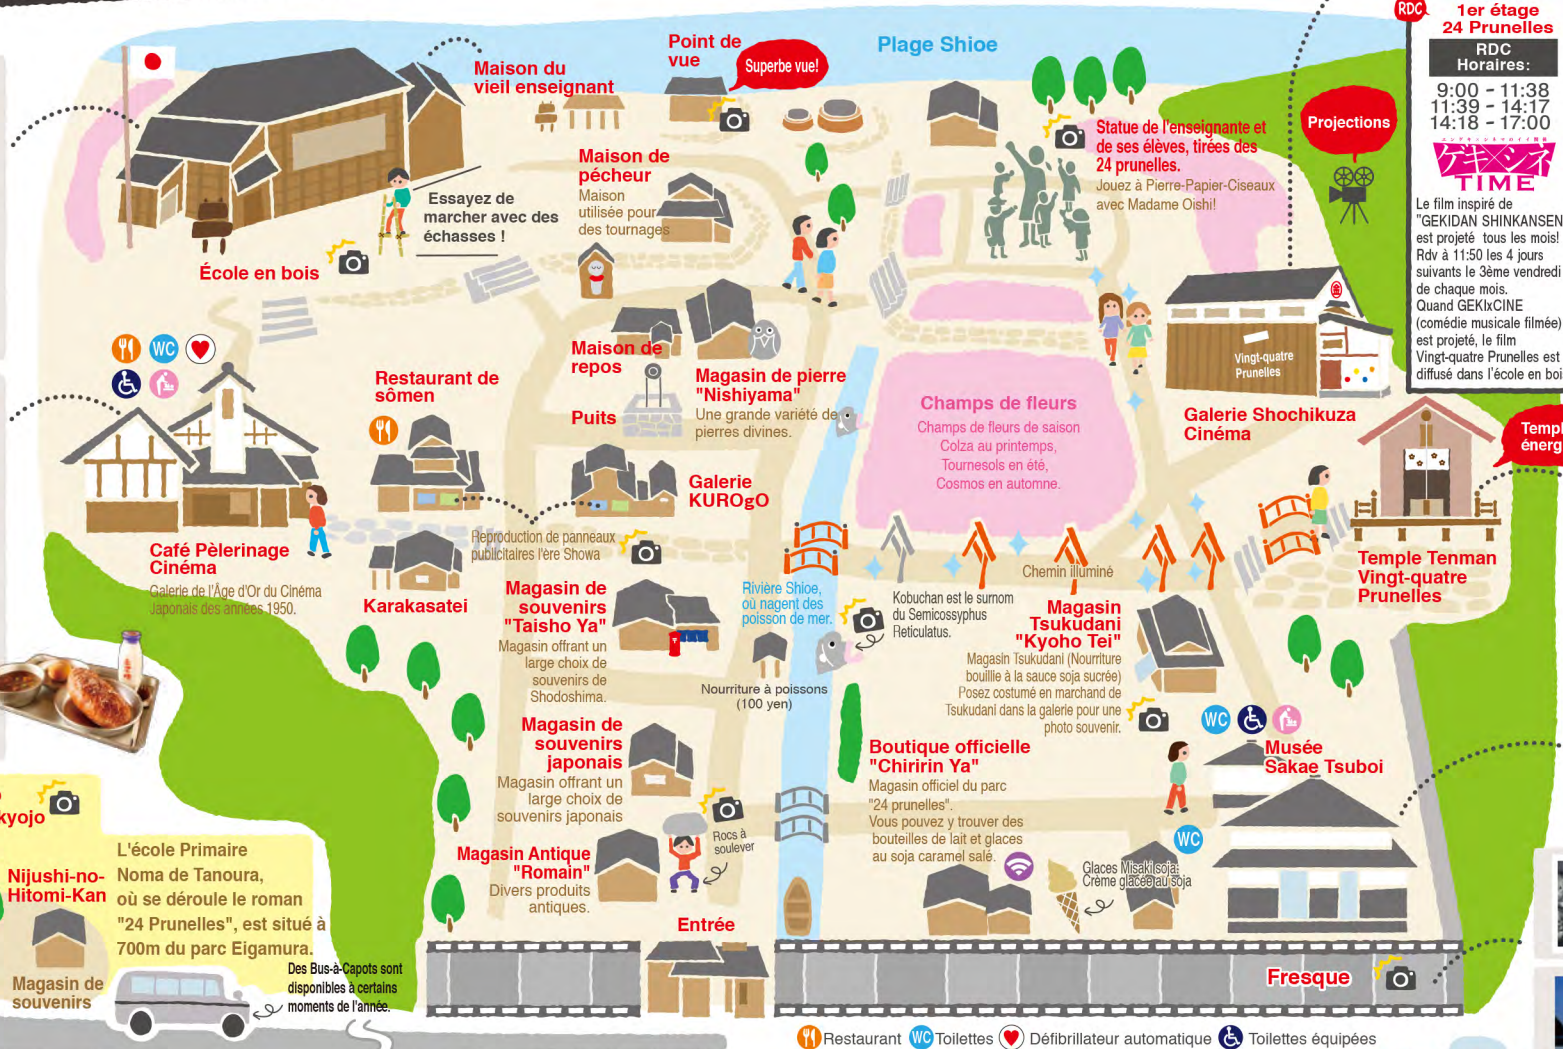 Plage Shioe
Point de
vue
Superbe vue!
Maison du
vieil enseignant
RDC
1er étage
24 Prunelles
RDC
Horaires:
9:00 - 11:38
11:39 - 14:17
14:18 - 17:00
ゲキ×シネ
TIME
Le film inspiré de
"GEKIDAN SHINKANSEN
est projeté tous les mois!
Rdv à 11:50 les 4 jours
suivants le 3ème vendredi
de chaque mois.
Quand GEKIxCINE
(comédie musicale filmée)
est projeté, le film
Vingt-quatre Prunelles est
diffusé dans l'école en boi
Projections
Statue de l'enseignante et
de ses élèves, tirées des
24 prunelles.
Jouez à Pierre-Papier-Ciseaux
avec Madame Oishi!
Maison de
pécheur
Maison
utilisée pour
des tournages
Essayez de
marcher avec des
échasses !
École en bois
WC
Maison de
repos
Restaurant de
sômen
Puits
Magasin de pierre
"Nishiyama"
Une grande variété de
pierres divines.
Champs de fleurs
Champs de fleurs de saison
Colza au printemps,
Tournesols en été,
Cosmos en automne.
Vingt-quatre
Prunelles
Galerie Shochikuza
Cinéma
Templ
énerg
Galerie
KUROgO
Reproduction de panneaux
publicitaires l'ère Showa
Café Pèlerinage
Cinéma
Galerie de l'Âge d'Or du Cinéma
Japonais des années 1950.
Karakasatei
Magasin de
souvenirs
"Taisho Ya"
Magasin offrant un
large choix de
souvenirs de
Shodoshima.
Rivière Shioe,
où nagent des
poisson de mer.
Nourriture à poissons
(100 yen)
Kobuchan est le surnom
du Semicossyphus
Reticulatus.
Chemin illuminé
Magasin
Tsukudani
"Kyoho Tei"
Magasin Tsukudani (Nourriture
bouillie à la sauce soja sucrée)
Posez costumé en marchand de
Tsukudani dans la galerie pour une
photo souvenir.
Temple Tenman
Vingt-quatre
Prunelles
WC
Musée
Sakae Tsuboi
Magasin de
souvenirs
japonais
Magasin offrant un
large choix de
souvenirs japonais
Boutique officielle
"Chiririn Ya"
Magasin officiel du parc
"24 prunelles".
Vous pouvez y trouver des
bouteilles de lait et glaces
au soja caramel salé.
WC
Glaces Misaki soja:
Crème glacée au soja
Rocs à
soulever
Magasin Antique
"Romain"
Divers produits
antiques.
Entrée
Fresque
kyojo
Nijushi-no-
Hitomi-Kan
Magasin de
souvenirs
L'école Primaire
Noma de Tanoura,
où se déroule le roman
"24 Prunelles", est situé à
700m du parc Eigamura.
Des Bus-à-Capots sont
disponibles à certains
moments de l'année.
Restaurant WC Toilettes Défibrillateur automatique Toilettes équipées